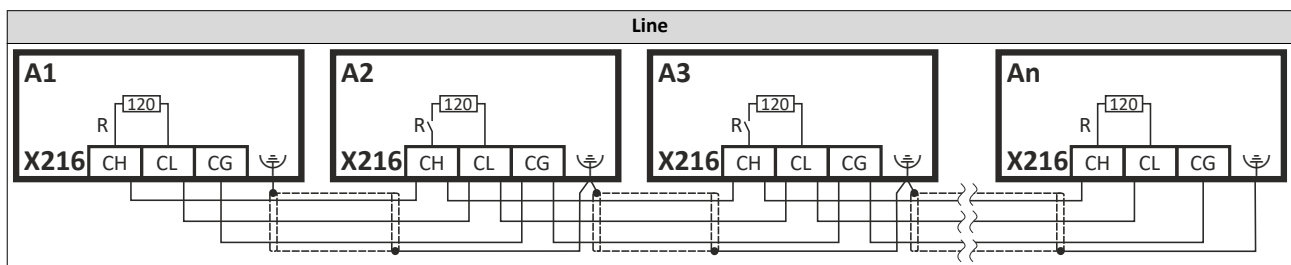 Line
A1 A2 A3 An
120 120 120 120
R R R R
X216 CH CL CG X216 CH CL CG X216 CH CL CG X216 CH CL CG